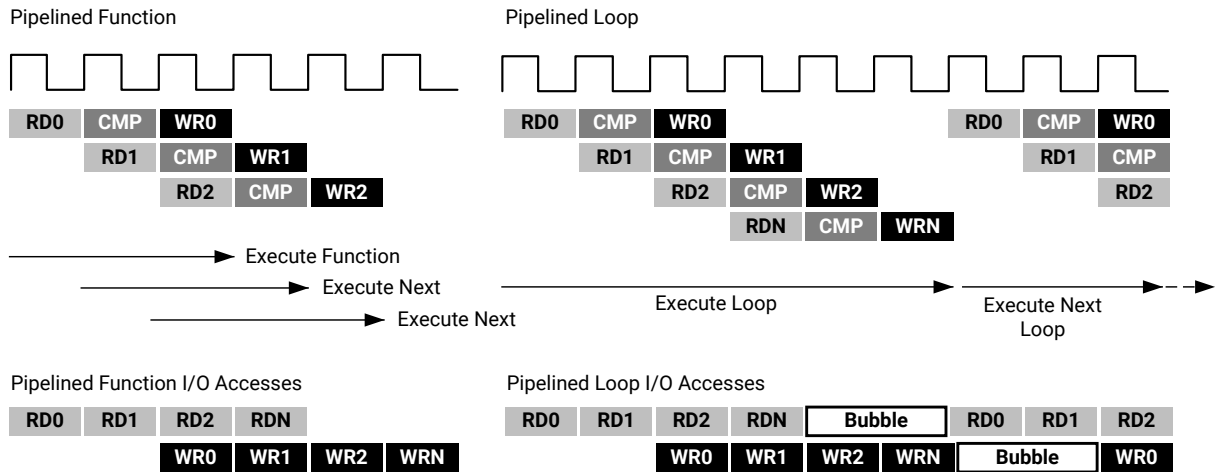 Pipelined Function Pipelined Loop
RD0 CMP WR0 RD0 CMP WR0 RD0 CMP WR0
RD1 CMP WR1 RD1 CMP WR1 RD1 CMP
RD2 CMP WR2 RD2 CMP WR2 RD2
RDN CMP WRN
Execute Function
Execute Next
Execute Next
Execute Loop
Execute Next
Loop
Pipelined Function I/O Accesses Pipelined Loop I/O Accesses
RD0 RD1 RD2 RDN RD0 RD1 RD2 RDN Bubble RD0 RD1 RD2
WR0 WR1 WR2 WRN WR0 WR1 WR2 WRN Bubble WR0